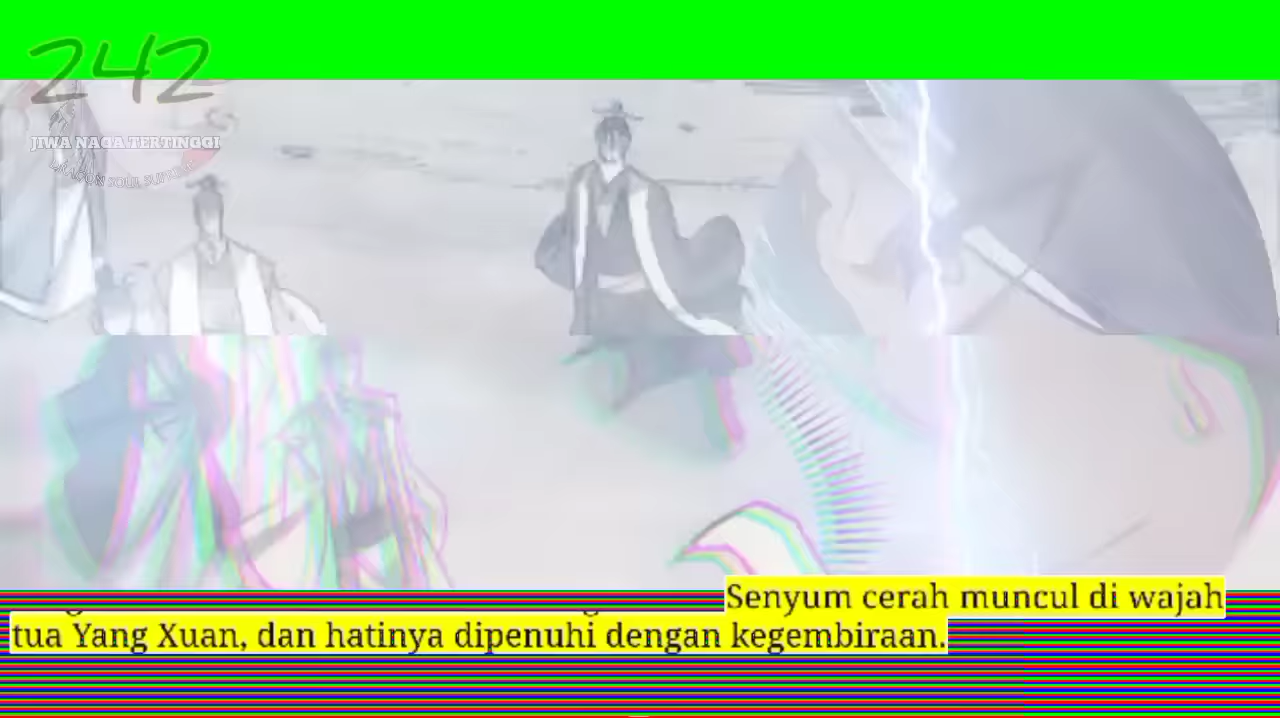 242
JIWA NAGA TERTINGGI
Senyum cerah muncul di wajah
tua Yang Xuan, dan hatinya dipenuhi dengan kegembiraan.